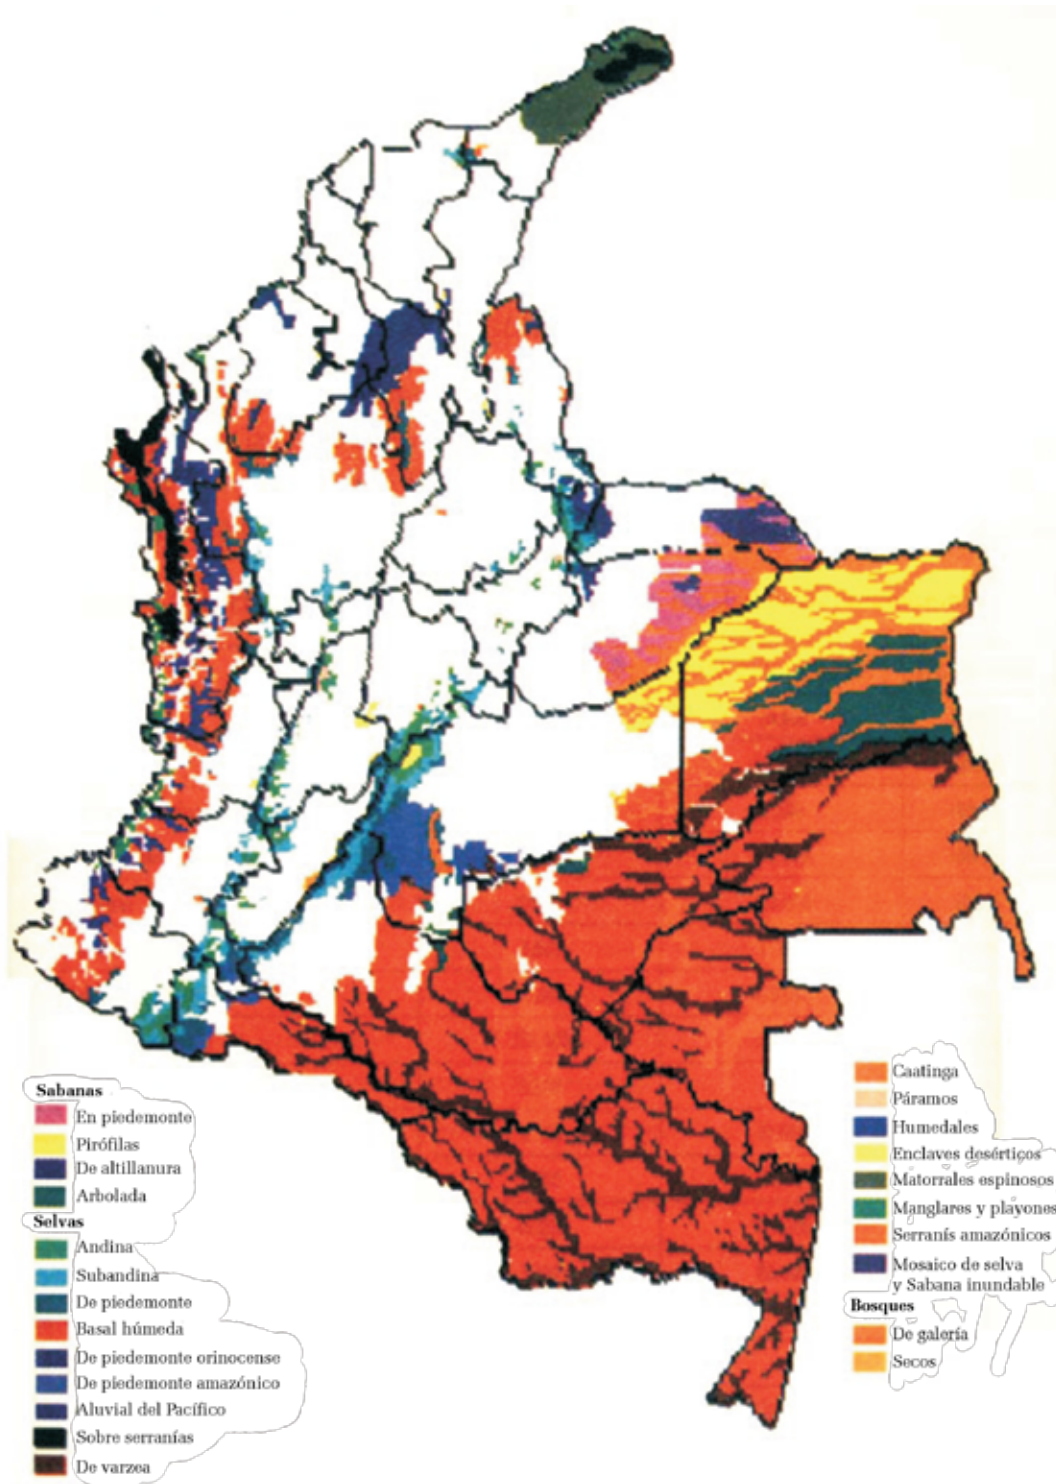 Sabanas
En piedemonte
Pirófilas
De altillanura
Arbolada
Selvas
Andina
Subandina
De piedemonte
Basal húmeda
De piedemonte orinocense
De piedemonte amazónico
Aluvial del Pacífico
Sobre serranías
De varzea
Caatinga
Páramos
Humedales
Enclaves desérticos
Matorrales espinosos
Manglares y playones
Serranís amazónicos
Mosaico de selva
y Sabana inundable
Bosques
De galería
Secos